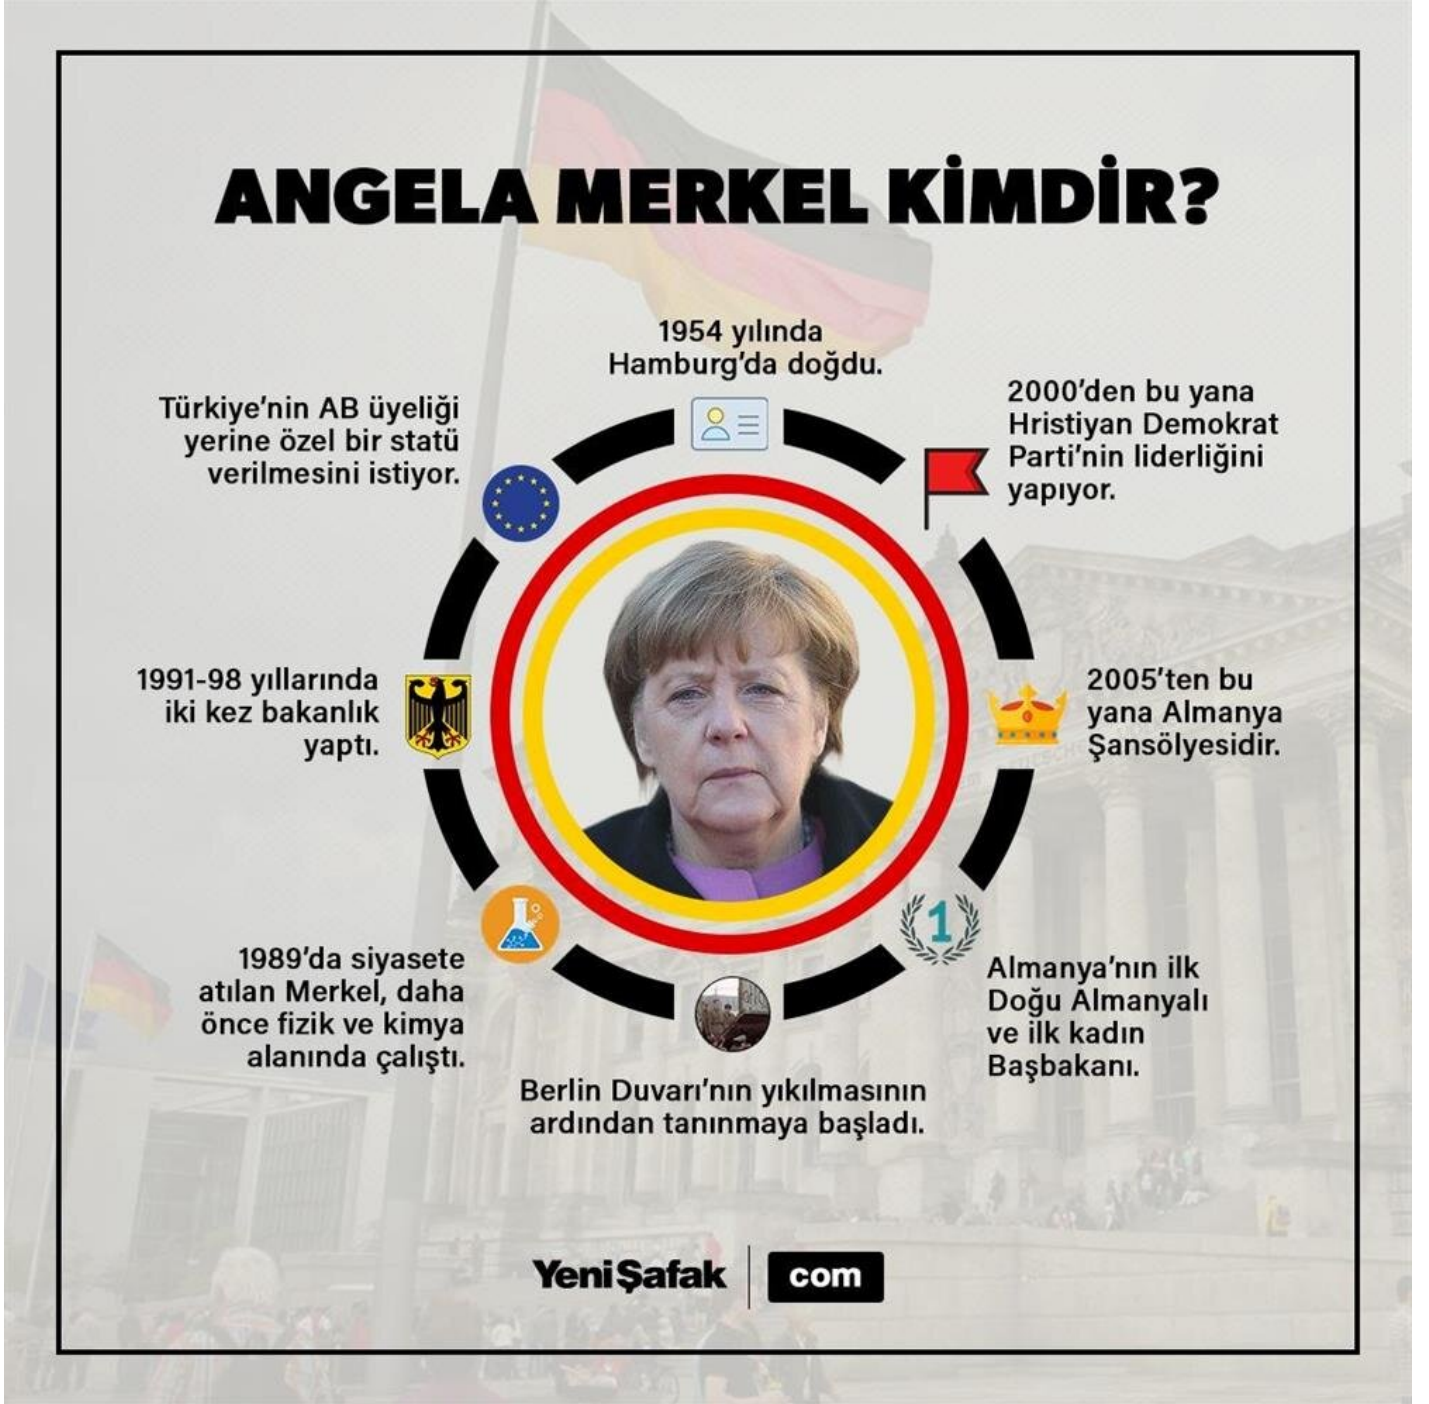 ANGELA MERKEL KİMDİR?
1954 yılında
Hamburg'da doğdu.
2000'den bu yana
Hristiyan Demokrat
Parti'nin liderliğini
yapıyor.
2005'ten bu
yana Almanya
Şansölyesidir.
1
Almanya'nın ilk
Doğu Almanyalı
ve ilk kadın
Başbakanı.
Berlin Duvarı'nın yıkılmasının
ardından tanınmaya başladı.
1989'da siyasete
atılan Merkel, daha
önce fizik ve kimya
alanında çalıştı.
1991-98 yıllarında
iki kez bakanlık
yaptı.
Türkiye'nin AB üyeliği
yerine özel bir statü
verilmesini istiyor.
YeniŞafak | com